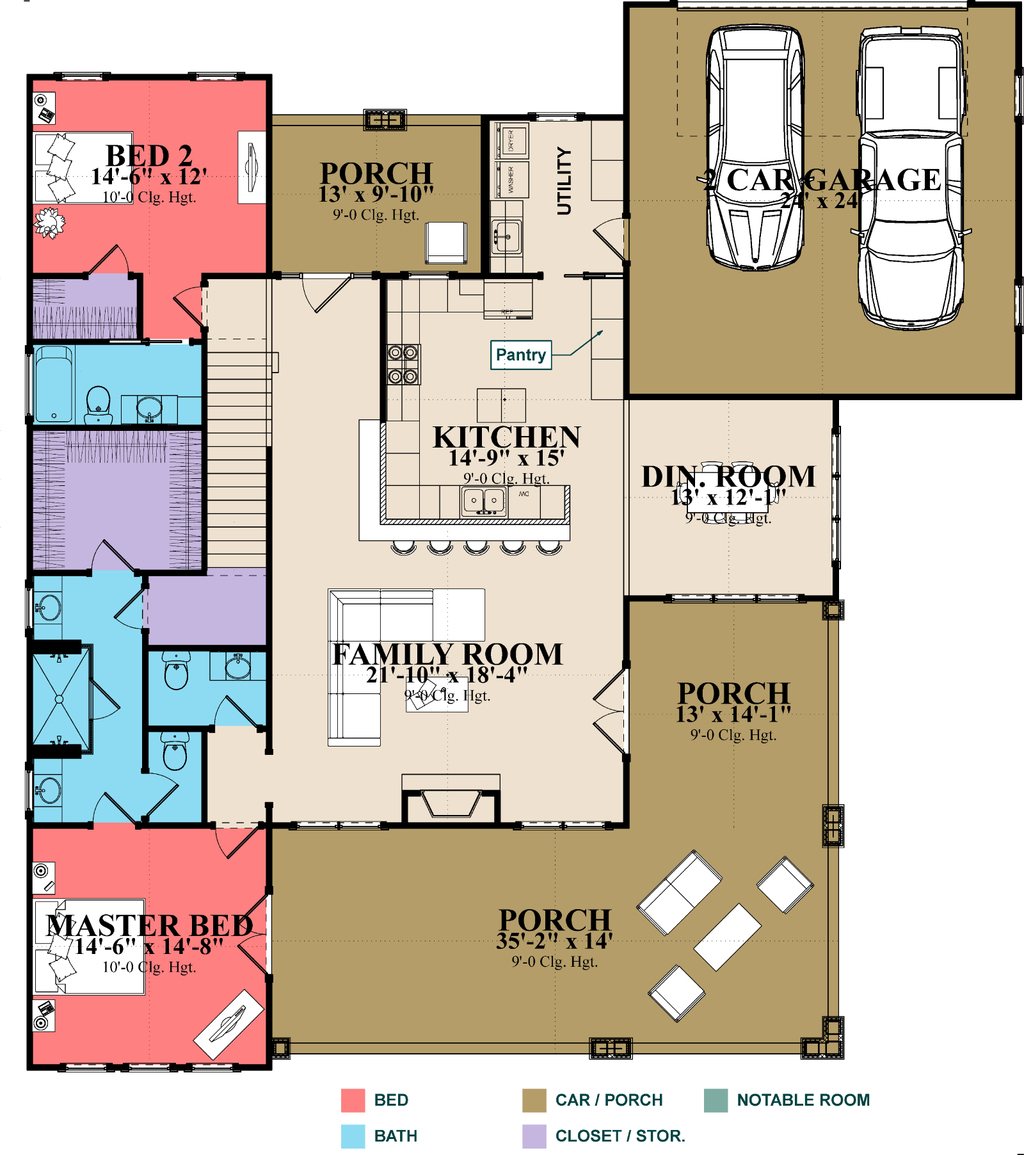 BED 2
14'-6" x 12'
10'-0 Clg. Hgt.
PORCH
13' x 9'-10"
9'-0 Clg. Hgt.
DRYER
WASHER
UTILITY
2 CAR GARAGE
24' x 24'
REF
Pantry
KITCHEN
14'-9" x 15'
9'-0 Clg. Hgt.
DW
DIN. ROOM
13' x 12'-1"
9'-0 Clg. Hgt.
FAMILY ROOM
21'-10" x 18'-4"
9'-0 Clg. Hgt.
PORCH
13' x 14'-1"
9'-0 Clg. Hgt.
MASTER BED
14'-6" x 14'-8"
10'-0 Clg. Hgt.
PORCH
35'-2" x 14'
9'-0 Clg. Hgt.
BED
CAR / PORCH
NOTABLE ROOM
BATH
CLOSET / STOR.